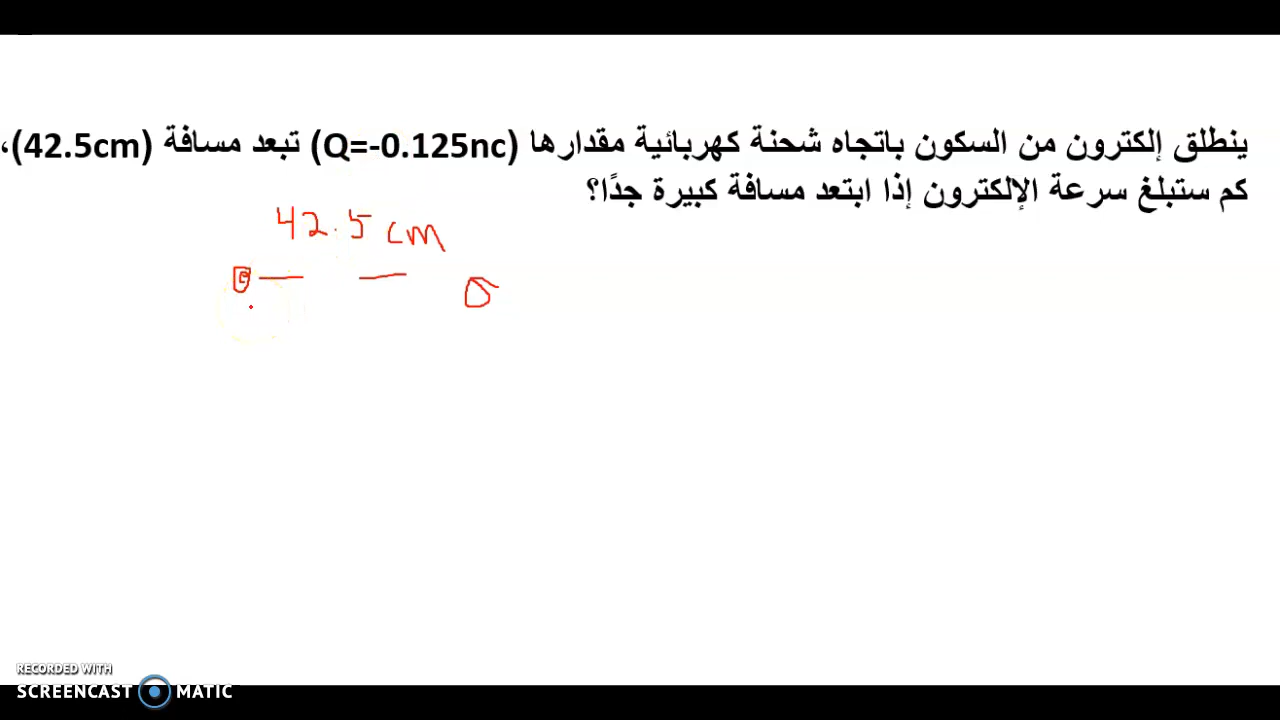 ينطلق إلكترون من السكون باتجاه شحنة كهربائية مقدارها (Q=-0.125nc) تبعد مسافة (42.5cm)،
كم ستبلغ سرعة الإلكترون إذا ابتعد مسافة كبيرة جدًا؟
42.5 cm
e
RECORDED WITH
SCREENCAST MATIC